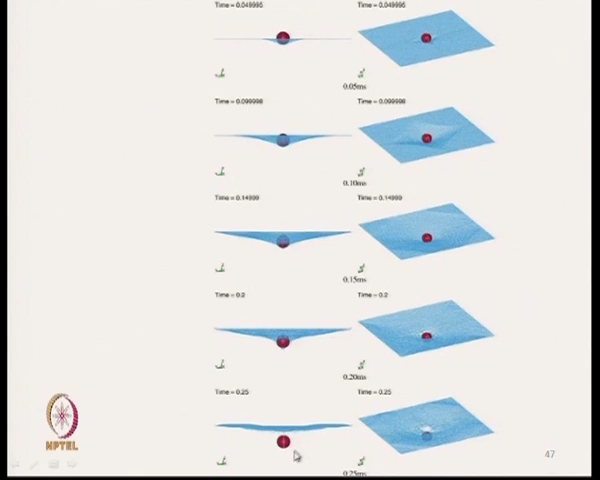 Time = 0.049995 Time = 0.049995
0.05ms
Time = 0.099998 Time = 0.099998
0.10ms
Time = 0.14999 Time = 0.14999
0.15ms
Time = 0.2 Time = 0.2
0.20ms
Time = 0.25 Time = 0.25
0.25ms
NPTEL
47